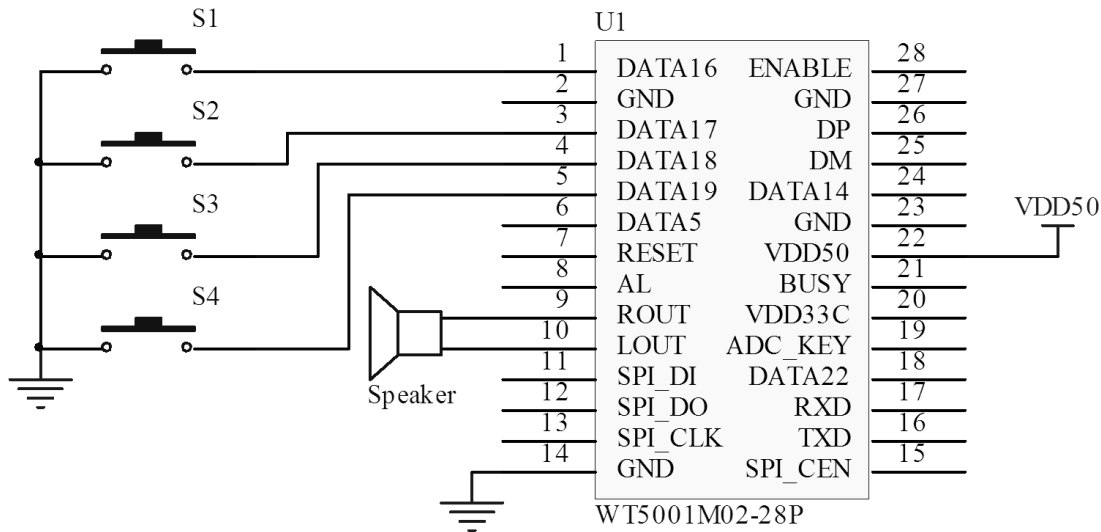 S1
S2
S3
S4
Speaker
U1
1 DATA16 ENABLE 28
2 GND GND 27
3 DATA17 DP 26
4 DATA18 DM 25
5 DATA19 DATA14 24
6 DATA5 GND 23
7 RESET VDD50 22
8 AL BUSY 21
9 ROUT VDD33C 20
10 LOUT ADC_KEY 19
11 SPI_DI DATA22 18
12 SPI_DO RXD 17
13 SPI_CLK TXD 16
14 GND SPI_CEN 15
WT5001M02-28P
VDD50